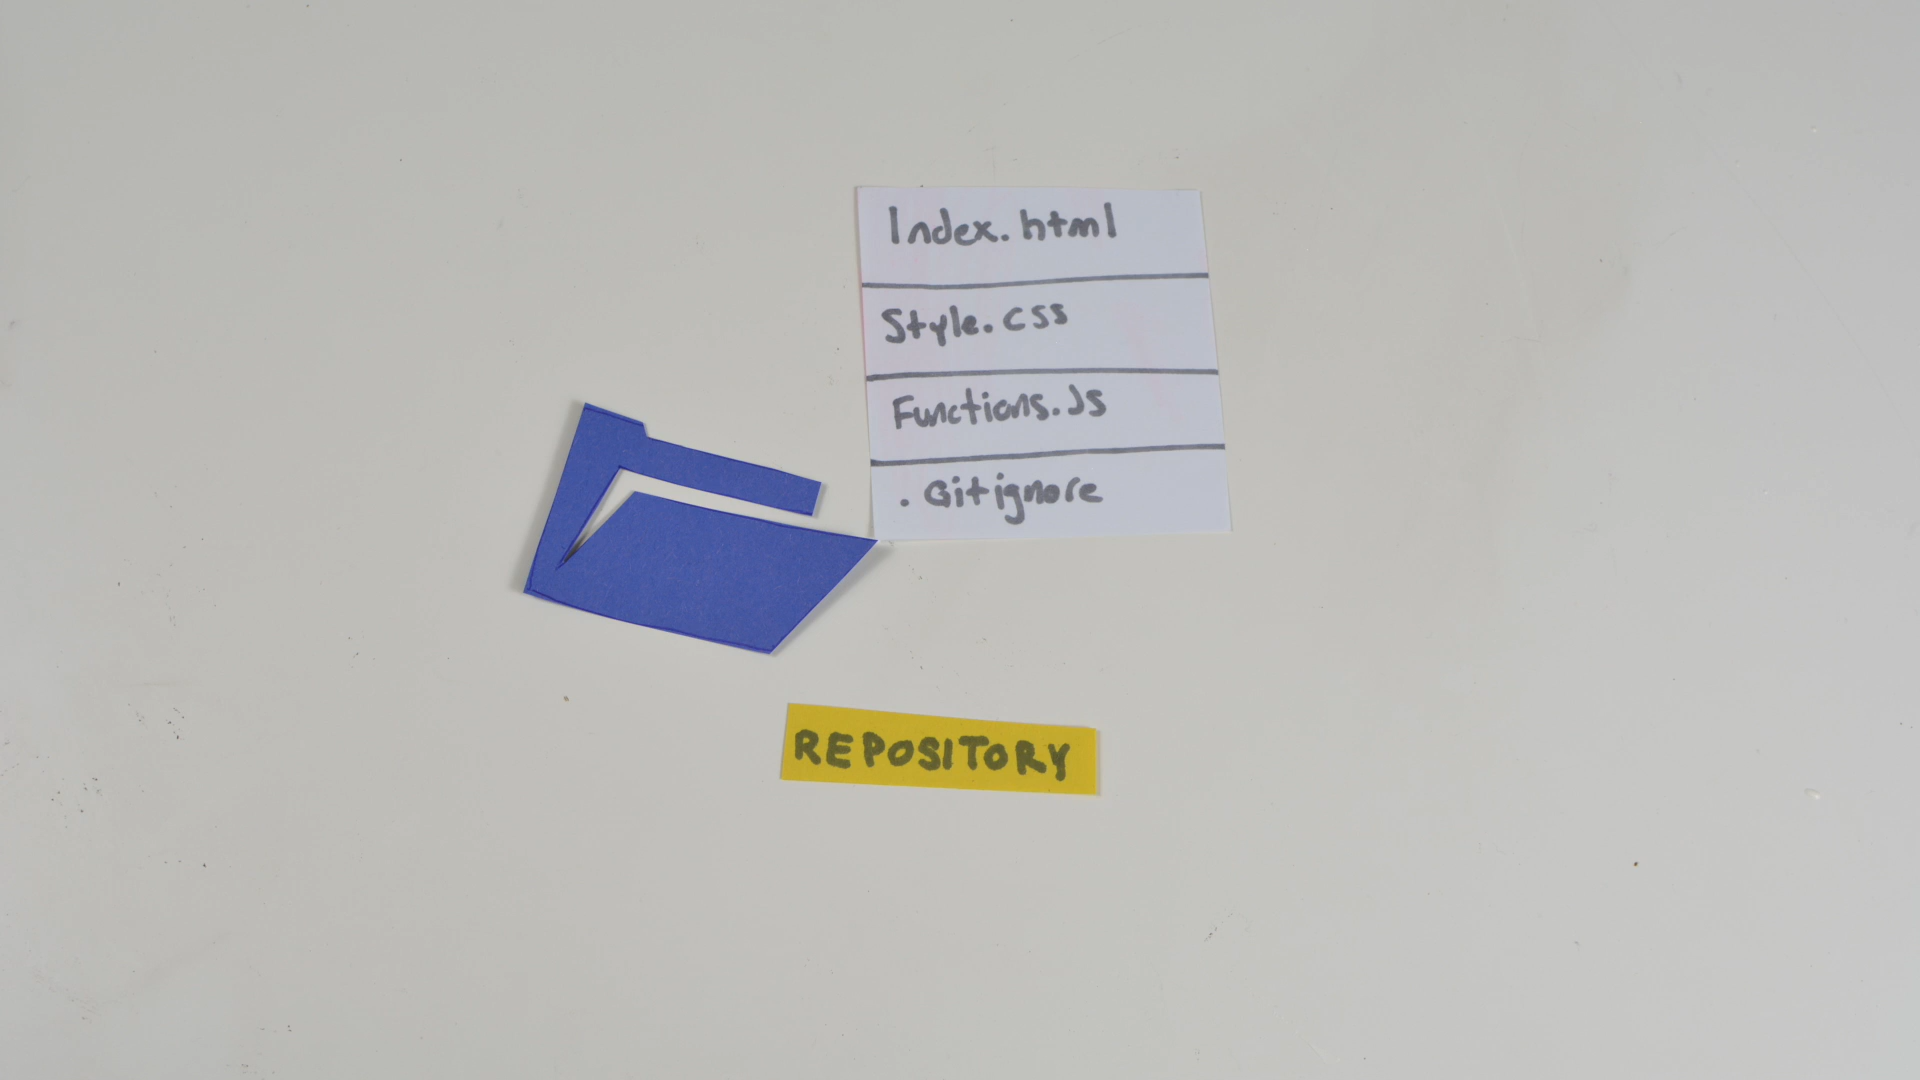 Index.html
Style.css
Functions.Js
.Gitignore
REPOSITORY